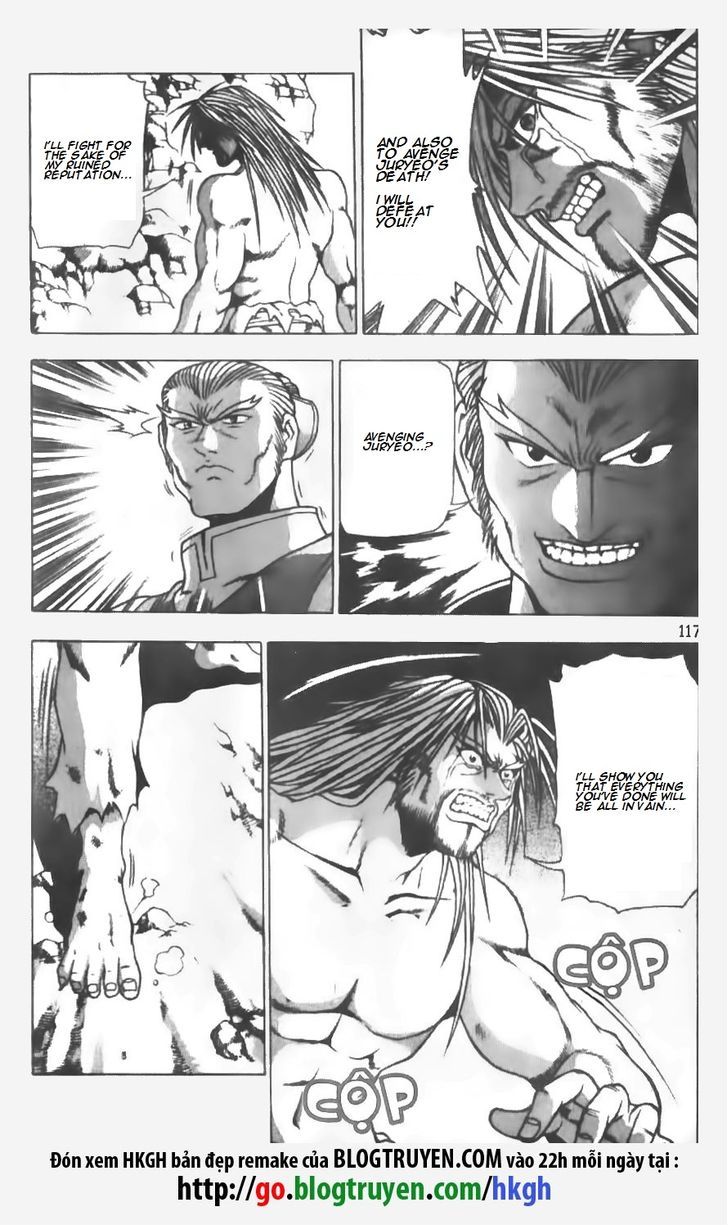 I'LL FIGHT FOR
THE SAKE OF
MY RUINED
REPUTATION...
AND ALSO
TO AVENGE
JURYEO'S
DEATH!
I WILL
DEFEAT
YOU!!
AVENGING
JURYEO...?
117
I'LL SHOW YOU
THAT EVERYTHING
YOU'VE DONE WILL
BE ALL IN VAIN...
CỘP
CỘP
Đón xem HKGH bản đẹp remake của BLOGTRUYEN.COM vào 22h mỗi ngày tại :
http://go.blogtruyen.com/hkgh